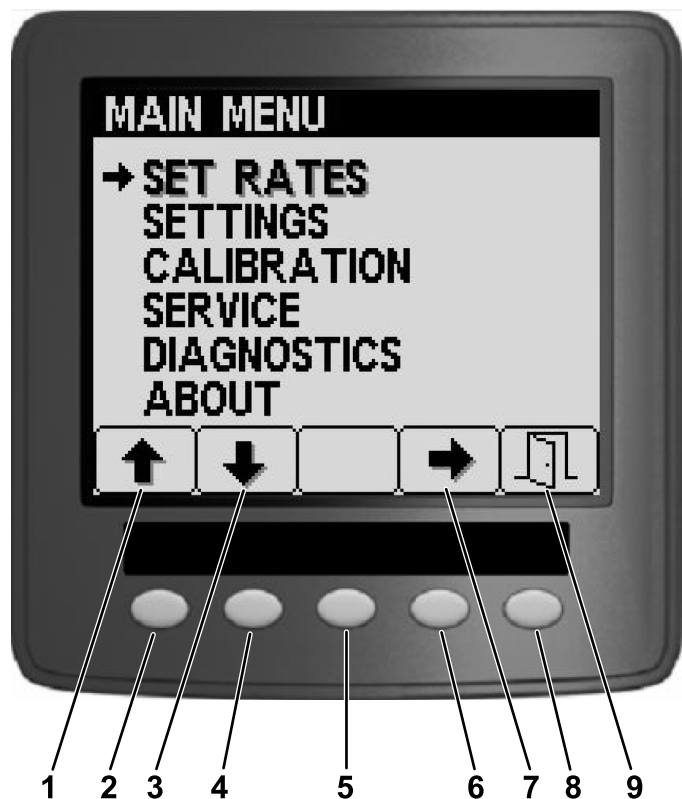 MAIN MENU
SET RATES
SETTINGS
CALIBRATION
SERVICE
DIAGNOSTICS
ABOUT
1 2 3 4 5 6 7 8 9